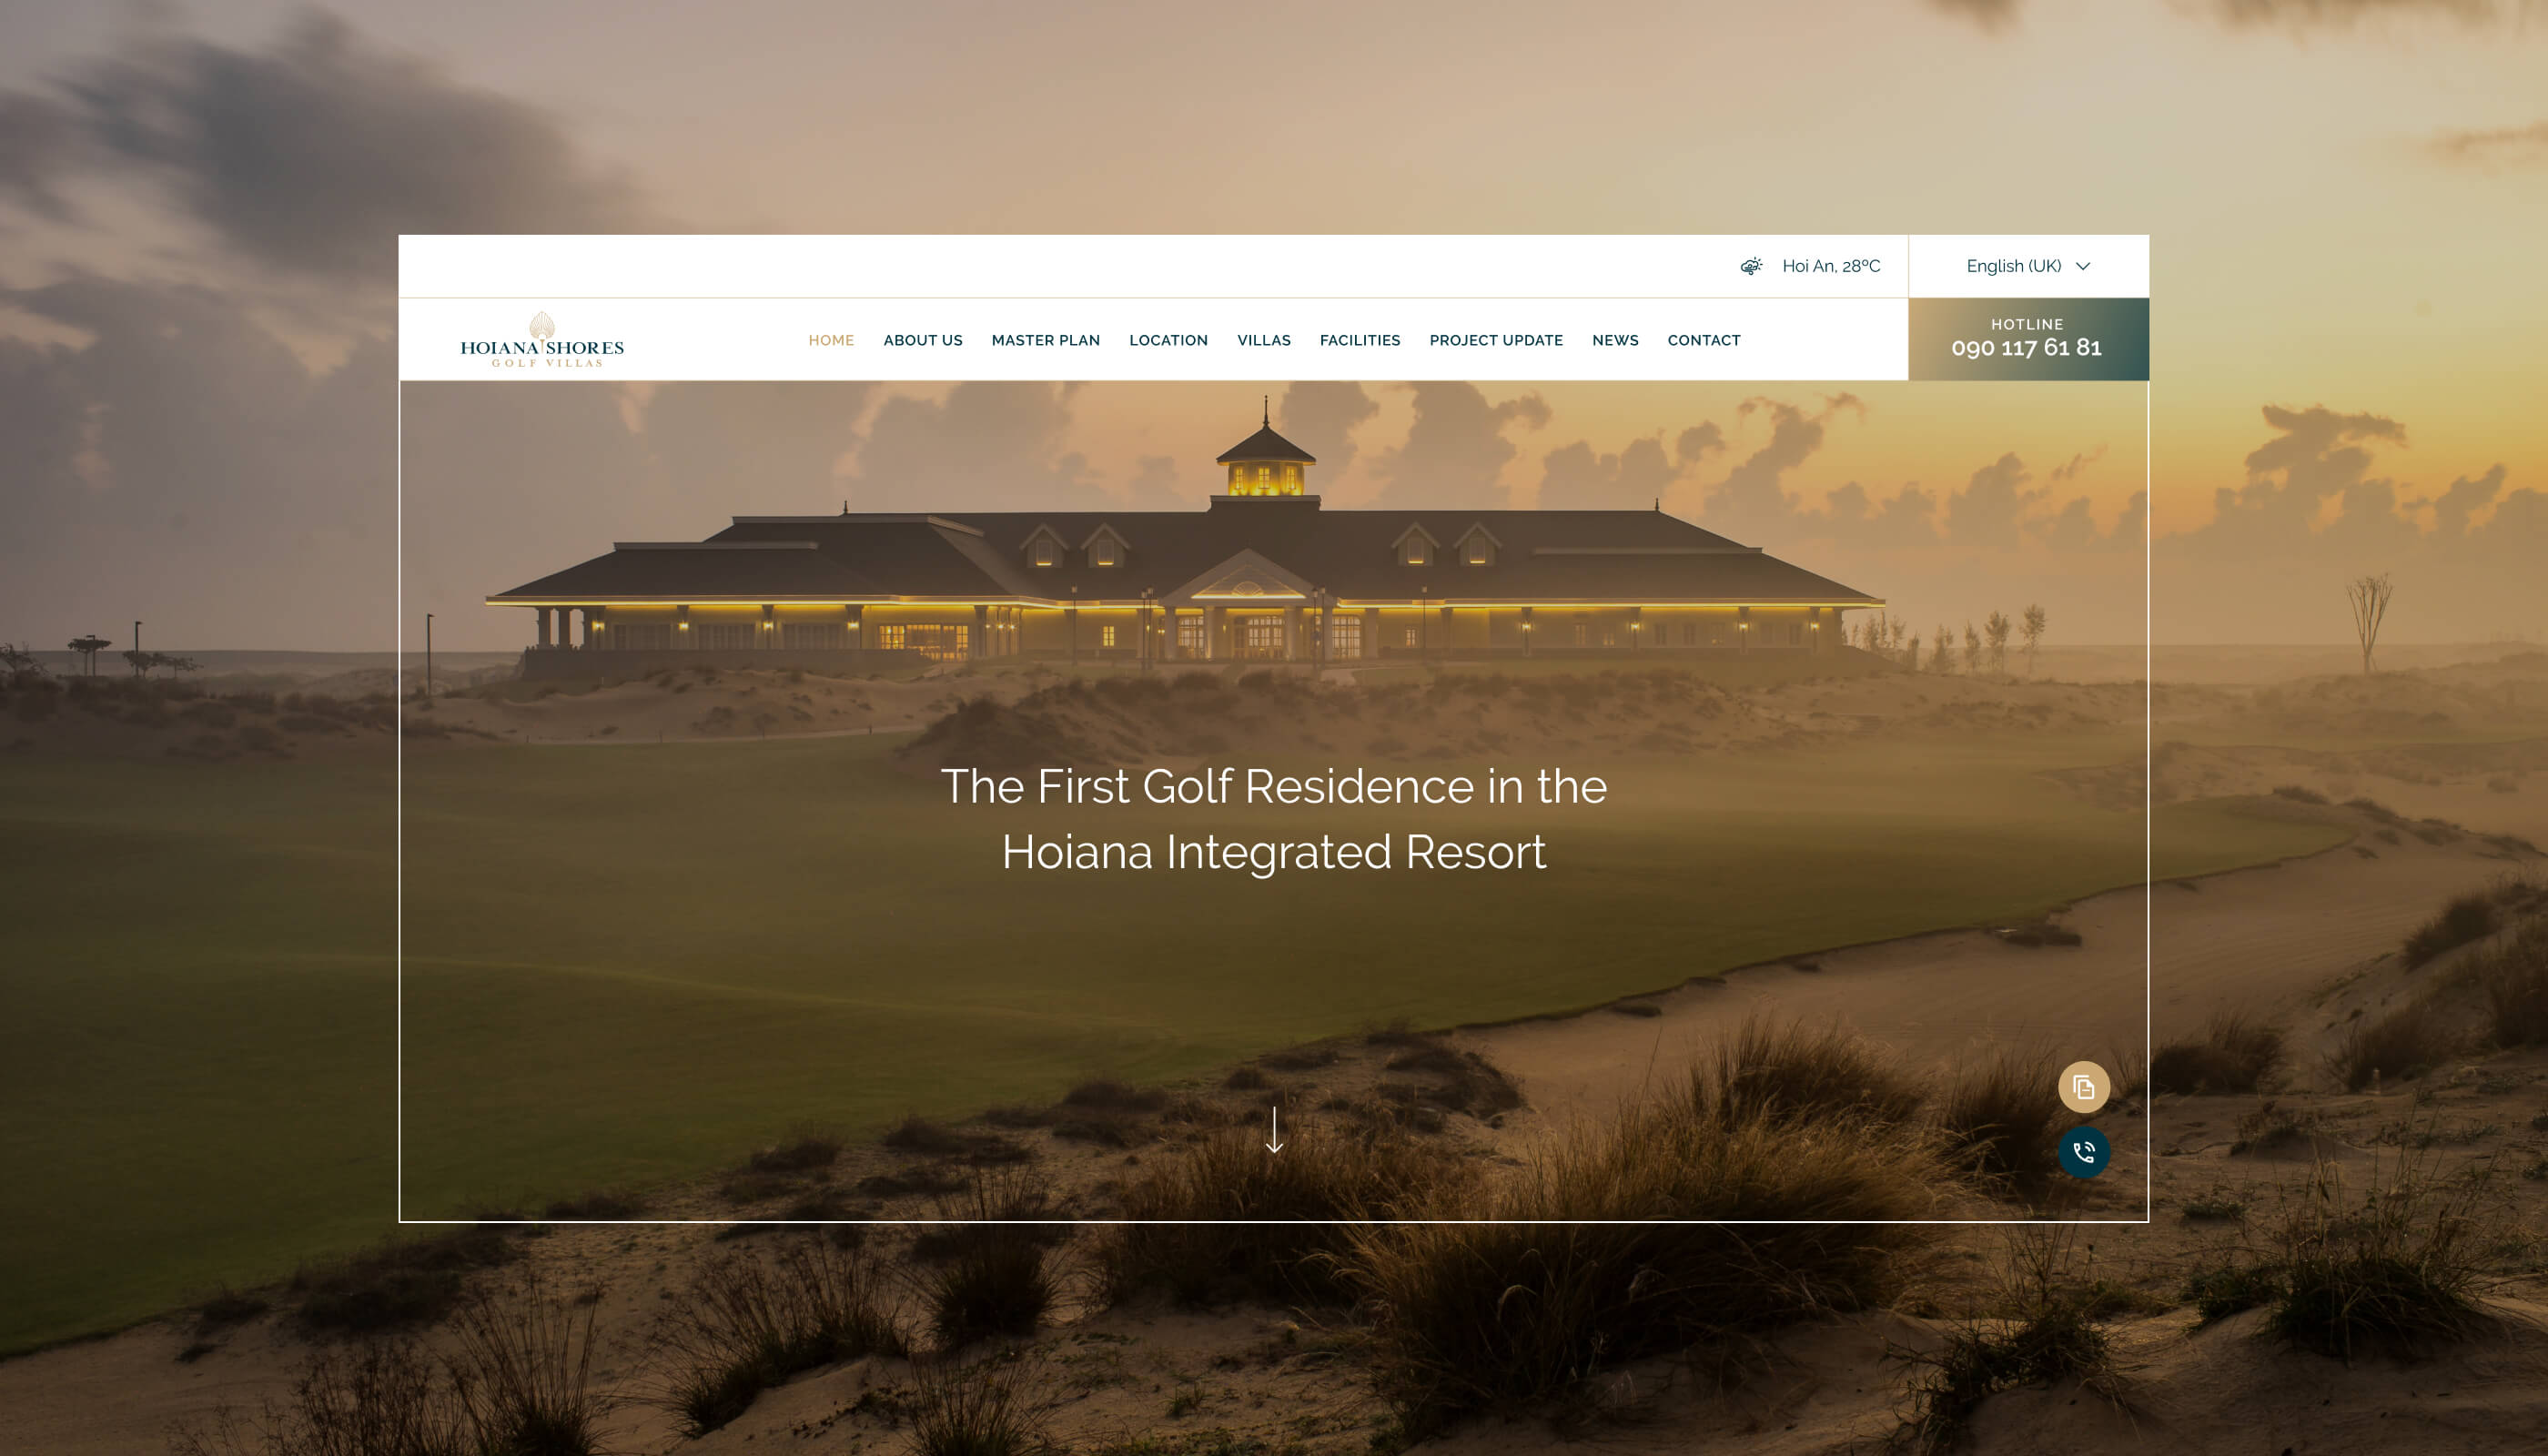 Hoi An, 28ºC
English (UK)
HOIANA SHORES
GOLF VILLAS
HOME ABOUT US MASTER PLAN LOCATION VILLAS FACILITIES PROJECT UPDATE NEWS CONTACT
HOTLINE
090 117 61 81
The First Golf Residence in the
Hoiana Integrated Resort